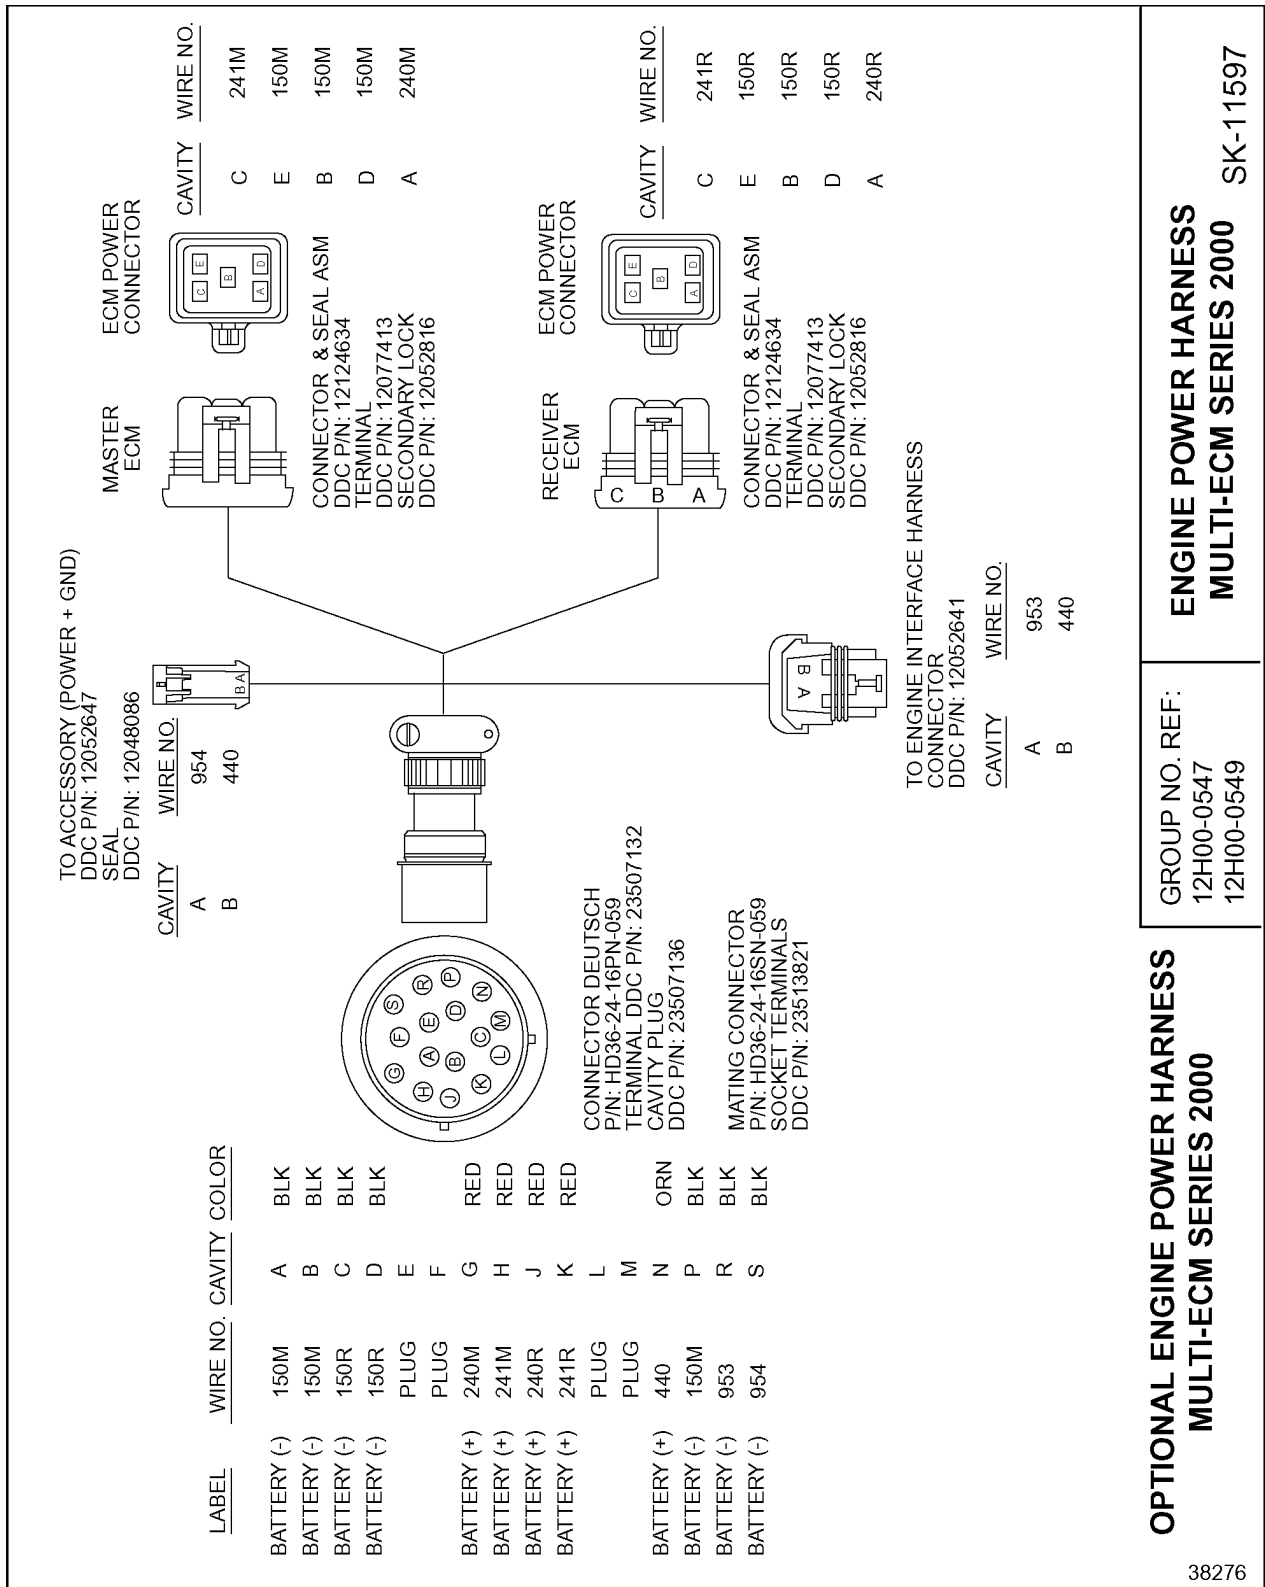 LABEL WIRE NO. CAVITY COLOR
BATTERY (-) 150M A BLK
BATTERY (-) 150M B BLK
BATTERY (-) 150R C BLK
BATTERY (-) 150R D BLK
PLUG E
PLUG F
BATTERY (+) 240M G RED
BATTERY (+) 241M H RED
BATTERY (+) 240R J RED
BATTERY (+) 241R K RED
PLUG L
PLUG M
BATTERY (+) 440 N ORN
BATTERY (-) 150M P BLK
BATTERY (-) 953 R BLK
BATTERY (-) 954 S BLK
G F S
H A E R
J B D P
K C N
L M
CONNECTOR DEUTSCH
P/N: HD36-24-16PN-059
TERMINAL DDC P/N: 23507132
CAVITY PLUG
DDC P/N: 23507136
MATING CONNECTOR
P/N: HD36-24-16SN-059
SOCKET TERMINALS
DDC P/N: 23513821
TO ACCESSORY (POWER + GND)
DDC P/N: 12052647
SEAL
DDC P/N: 12048086
CAVITY WIRE NO.
A 954
B 440
B A
B A
TO ENGINE INTERFACE HARNESS
CONNECTOR
DDC P/N: 12052641
CAVITY WIRE NO.
A 953
B 440
MASTER
ECM
ECM POWER
CONNECTOR
C E
B
A D
CONNECTOR & SEAL ASM
DDC P/N: 12124634
TERMINAL
DDC P/N: 12077413
SECONDARY LOCK
DDC P/N: 12052816
CAVITY WIRE NO.
C 241M
E 150M
B 150M
D 150M
A 240M
RECEIVER
ECM
C
B
A
ECM POWER
CONNECTOR
C E
B
A D
CONNECTOR & SEAL ASM
DDC P/N: 12124634
TERMINAL
DDC P/N: 12077413
SECONDARY LOCK
DDC P/N: 12052816
CAVITY WIRE NO.
C 241R
E 150R
B 150R
D 150R
A 240R
OPTIONAL ENGINE POWER HARNESS
MULTI-ECM SERIES 2000
GROUP NO. REF:
12H00-0547
12H00-0549
ENGINE POWER HARNESS
MULTI-ECM SERIES 2000
SK-11597
38276